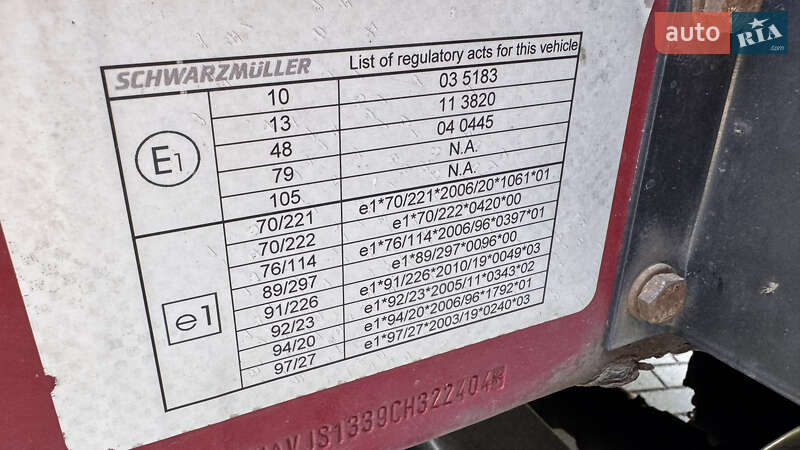 auto RIA .com
SCHWARZMÜLLER List of regulatory acts for this vehicle
E1
10 03 5183
13 11 3820
48 04 0445
79 N.A.
105 N.A.
e1
70/221 e1*70/221*2006/20*1061*01
70/222 e1*70/222*0420*00
76/114 e1*76/114*2006/96*0397*01
89/297 e1*89/297*0096*00
91/226 e1*91/226*2010/19*0049*03
92/23 e1*92/23*2005/11*0343*02
94/20 e1*94/20*2006/96*1792*01
97/27 e1*97/27*2003/19*0240*03
JS1339CH322404